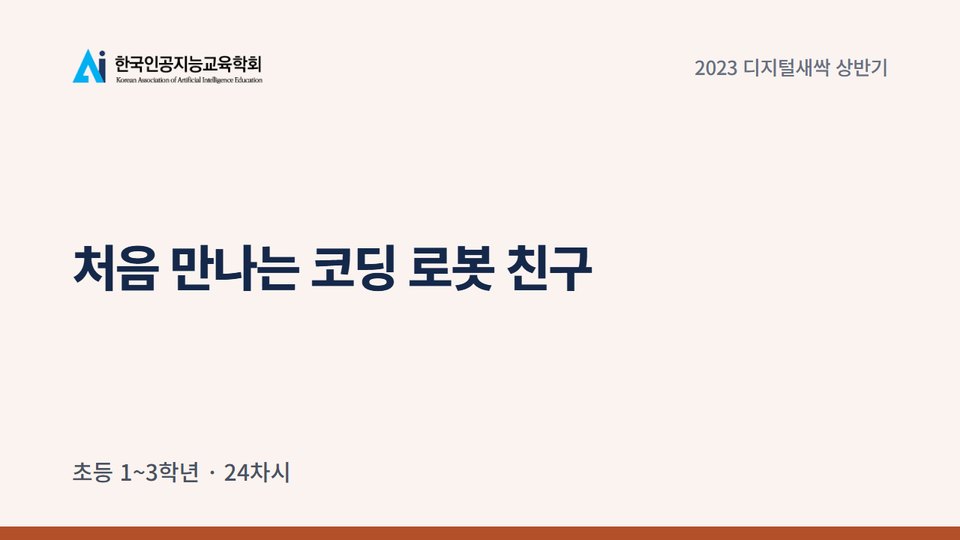 한국인공지능교육학회
Korean Association of Artificial Intelligence Education
2023 디지털새싹 상반기
처음 만나는 코딩 로봇 친구
초등 1~3학년 · 24차시